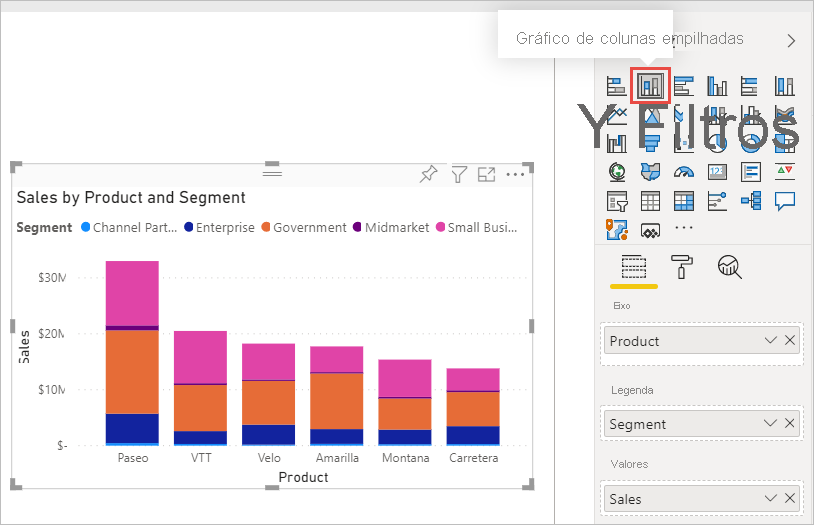 Gráfico de colunas empilhadas
Y Filtros
123
Sales by Product and Segment
Segment Channel Part... Enterprise Government Midmarket Small Busi...
$30M
$20M
$10M
$-
Sales
Paseo VTT Velo Amarilla Montana Carretera
Product
Eixo
Product
Legenda
Segment
Valores
Sales